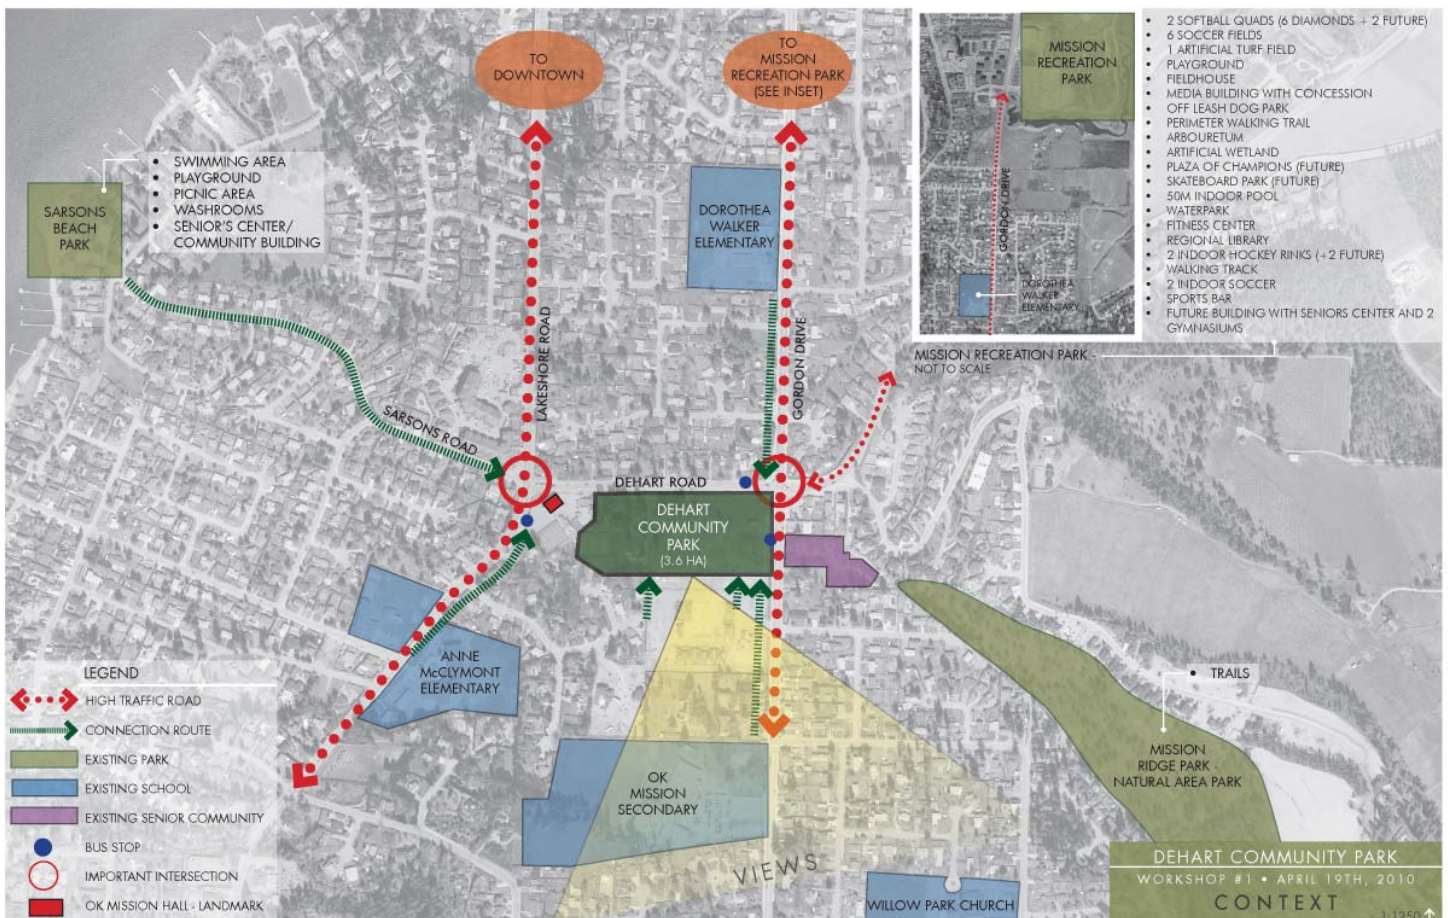 TO
DOWNTOWN
TO
MISSION
RECREATION PARK
(SEE INSET)
MISSION
RECREATION
PARK
GORDON DRIVE
DOROTHEA
WALKER
ELEMENTARY
• 2 SOFTBALL QUADS (6 DIAMONDS + 2 FUTURE)
• 6 SOCCER FIELDS
• 1 ARTIFICIAL TURF FIELD
• PLAYGROUND
• FIELDHOUSE
• MEDIA BUILDING WITH CONCESSION
• OFF LEASH DOG PARK
• PERIMETER WALKING TRAIL
• ARBOURETUM
• ARTIFICIAL WETLAND
• PLAZA OF CHAMPIONS (FUTURE)
• SKATEBOARD PARK (FUTURE)
• 50M INDOOR POOL
• WATERPARK
• FITNESS CENTER
• REGIONAL LIBRARY
• 2 INDOOR HOCKEY RINKS (+2 FUTURE)
• WALKING TRACK
• 2 INDOOR SOCCER
• SPORTS BAR
• FUTURE BUILDING WITH SENIORS CENTER AND 2
GYMNASIUMS
MISSION RECREATION PARK -
NOT TO SCALE
SARSONS
BEACH
PARK
• SWIMMING AREA
• PLAYGROUND
• PICNIC AREA
• WASHROOMS
• SENIOR'S CENTER/
COMMUNITY BUILDING
DOROTHEA
WALKER
ELEMENTARY
LAKESHORE ROAD
GORDON DRIVE
SARSONS ROAD
DEHART ROAD
DEHART
COMMUNITY
PARK
(3.6 HA)
ANNE
McCLYMONT
ELEMENTARY
OK
MISSION
SECONDARY
VIEWS
WILLOW PARK CHURCH
• TRAILS
MISSION
RIDGE PARK -
NATURAL AREA PARK
LEGEND
HIGH TRAFFIC ROAD
CONNECTION ROUTE
EXISTING PARK
EXISTING SCHOOL
EXISTING SENIOR COMMUNITY
BUS STOP
IMPORTANT INTERSECTION
OK MISSION HALL - LANDMARK
DEHART COMMUNITY PARK
WORKSHOP #1 • APRIL 19TH, 2010
CONTEXT
1:1250